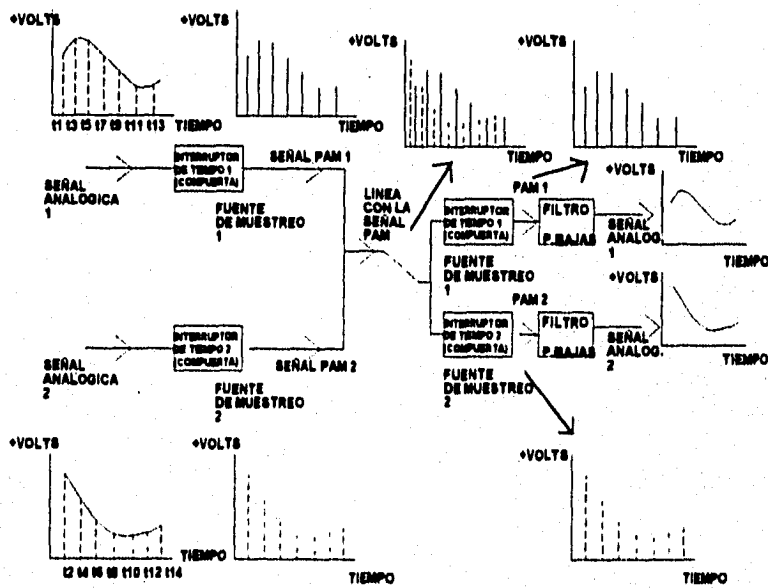 +VOLTS
t1 t3 t5 t7 t9 t11 t13 TIEMPO
+VOLTS
TIEMPO
+VOLTS
TIEMPO
+VOLTS
TIEMPO
SEÑAL
ANALOGICA
1
INTERRUPTOR
DE TIEMPO 1
(COMPUERTA)
SEÑAL PAM 1
FUENTE
DE MUESTREO
1
LINEA
CON LA
SEÑAL
PAM
INTERRUPTOR
DE TIEMPO 1
(COMPUERTA)
FUENTE
DE MUESTREO
1
PAM 1
FILTRO
P.BAJAS
SEÑAL
ANALOG.
1
+VOLTS
TIEMPO
SEÑAL
ANALOGICA
2
INTERRUPTOR
DE TIEMPO 2
(COMPUERTA)
SEÑAL PAM 2
FUENTE
DE MUESTREO
2
INTERRUPTOR
DE TIEMPO 2
(COMPUERTA)
FUENTE
DE MUESTREO
2
PAM 2
FILTRO
P.BAJAS
SEÑAL
ANALOG.
2
+VOLTS
TIEMPO
+VOLTS
t2 t4 t6 t8 t10 t12 t14
TIEMPO
+VOLTS
TIEMPO
+VOLTS
TIEMPO